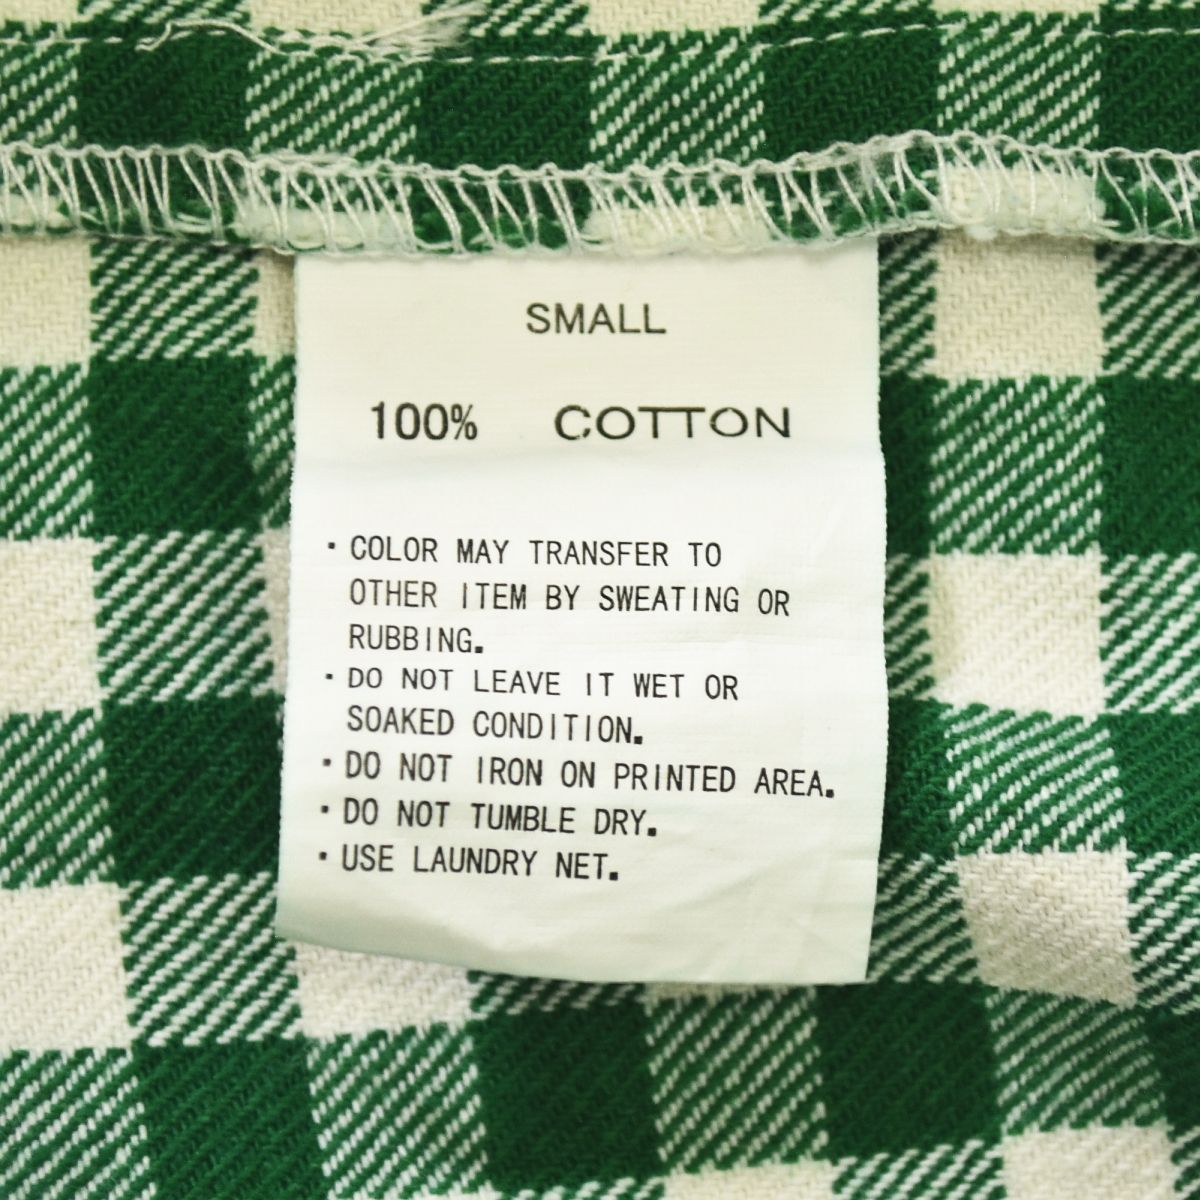 SMALL
100% COTTON
・COLOR MAY TRANSFER TO
OTHER ITEM BY SWEATING OR
RUBBING.
・DO NOT LEAVE IT WET OR
SOAKED CONDITION.
・DO NOT IRON ON PRINTED AREA.
・DO NOT TUMBLE DRY.
・USE LAUNDRY NET.